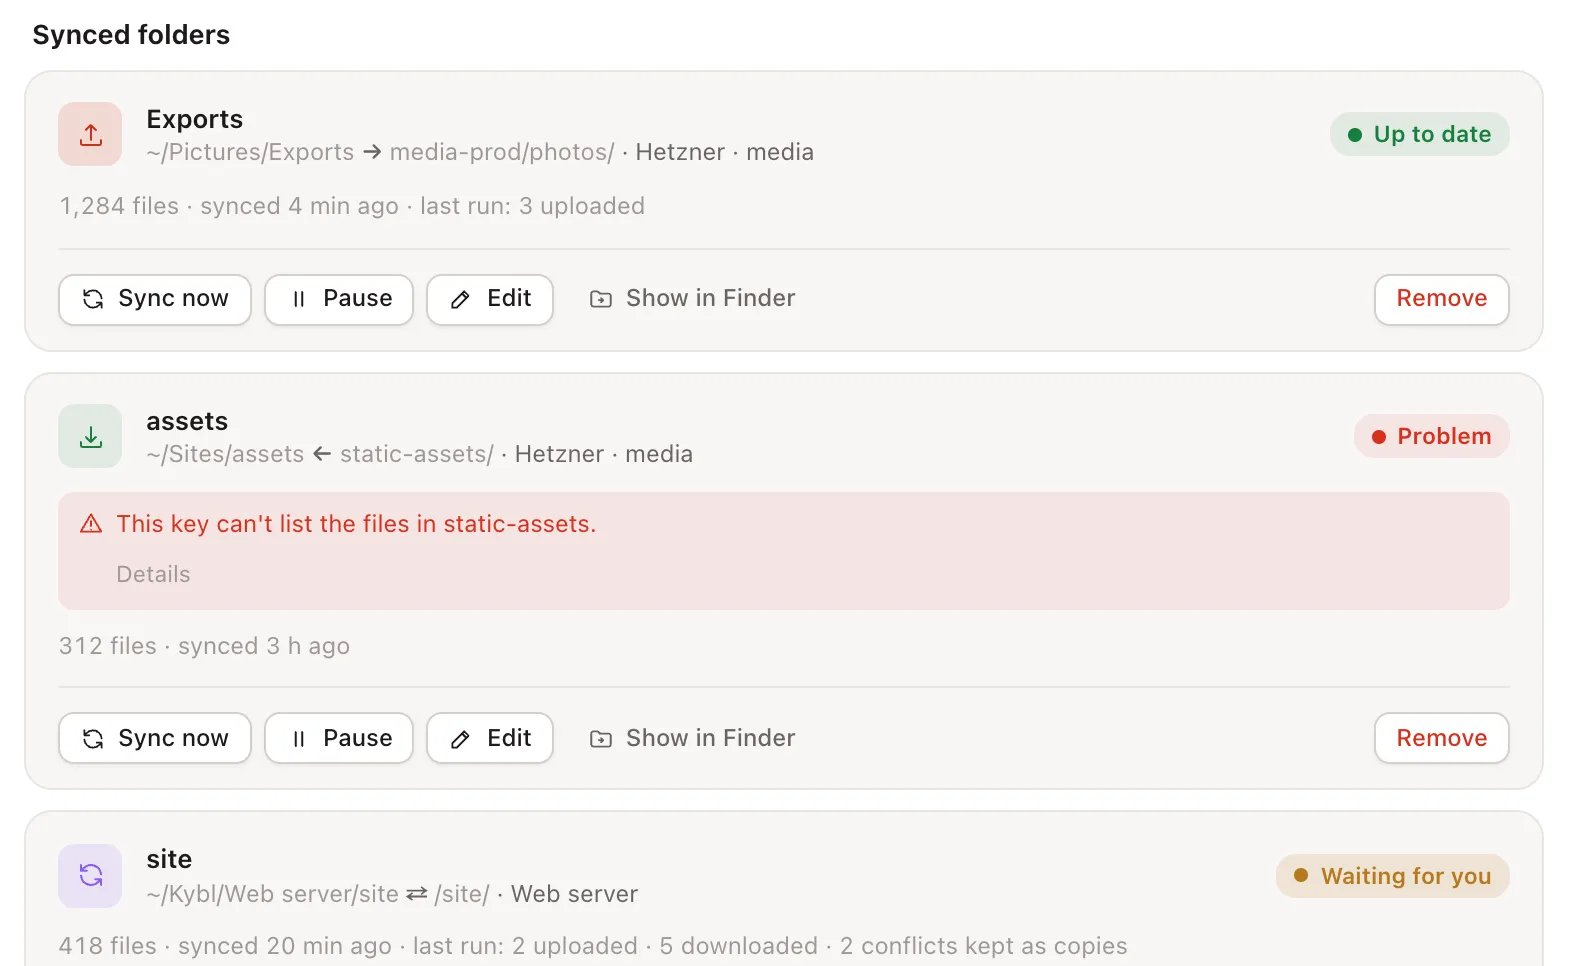 Synced folders
Exports
~/Pictures/Exports → media-prod/photos/ · Hetzner · media
Up to date
1,284 files · synced 4 min ago · last run: 3 uploaded
Sync now
Pause
Edit
Show in Finder
Remove
assets
~/Sites/assets ← static-assets/ · Hetzner · media
Problem
This key can't list the files in static-assets.
Details
312 files · synced 3 h ago
Sync now
Pause
Edit
Show in Finder
Remove
site
~/Kybl/Web server/site ⇄ /site/ · Web server
Waiting for you
418 files · synced 20 min ago · last run: 2 uploaded · 5 downloaded · 2 conflicts kept as copies